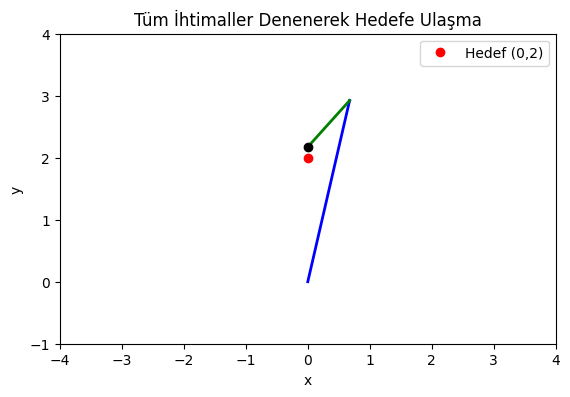 Tüm İhtimaller Denenerek Hedefe Ulaşma
Hedef (0,2)
4
3
2
1
0
−1
y
−4 −3 −2 −1 0 1 2 3 4
x